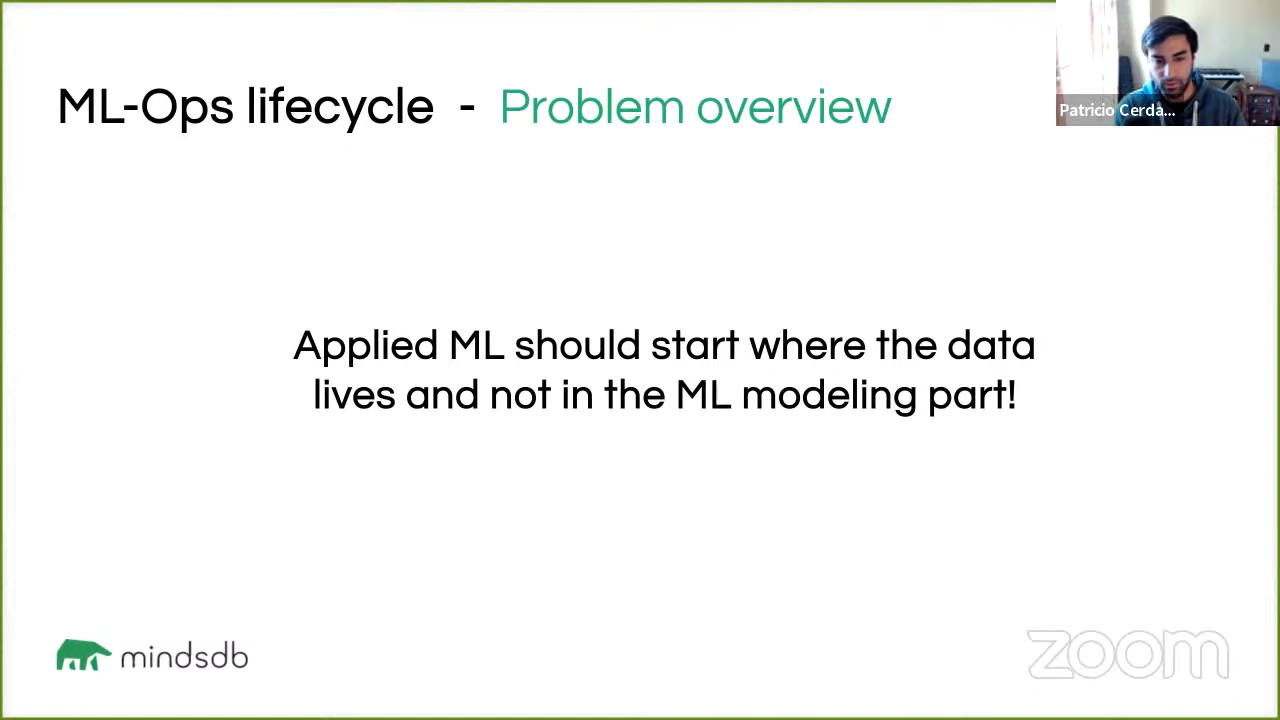 ML-Ops lifecycle - Problem overview
Patricio Cerda...
Applied ML should start where the data
lives and not in the ML modeling part!
mindsdb
zoom